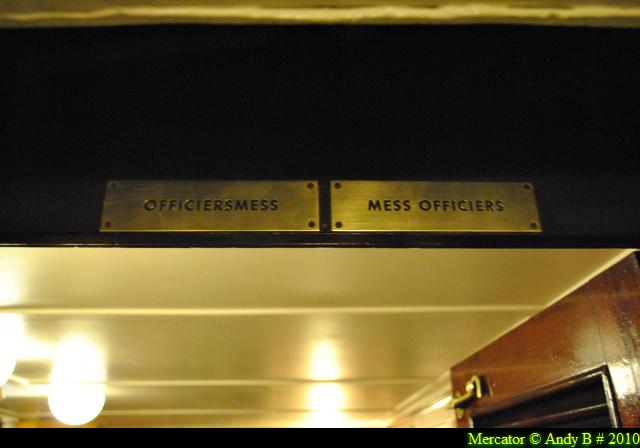 OFFICIERSMESS
MESS OFFICIERS
Mercator © Andy B # 2010